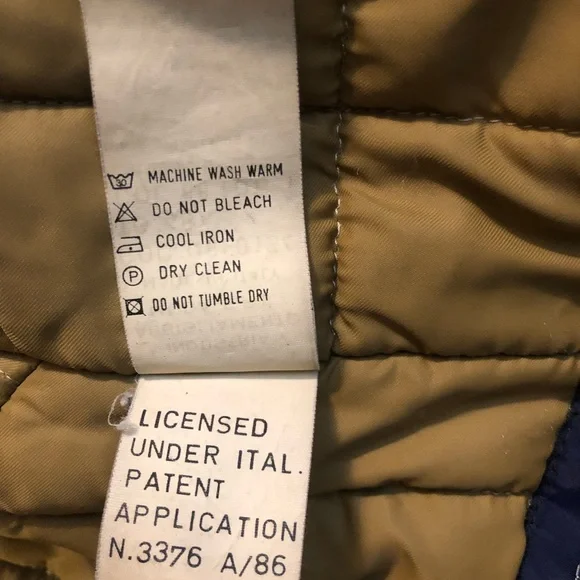 30 MACHINE WASH WARM
DO NOT BLEACH
COOL IRON
P DRY CLEAN
DO NOT TUMBLE DRY
LICENSED
UNDER ITAL.
PATENT
APPLICATION
N.3376 A/86